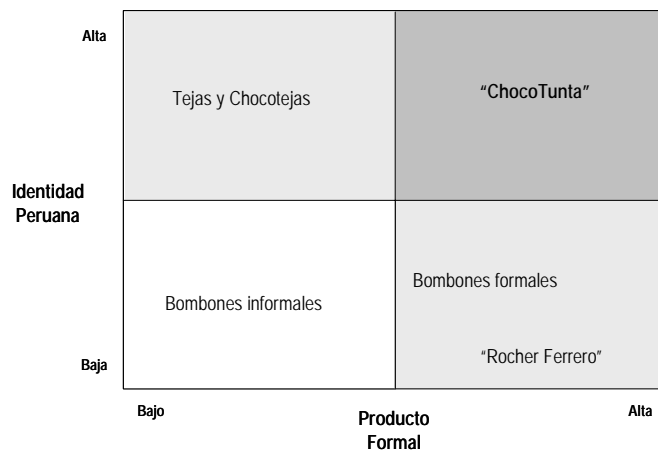 Alta
Tejas y Chocotejas
“ChocoTunta”
Identidad
Peruana
Bombones formales
Bombones informales
“Rocher Ferrero”
Baja
Bajo
Producto
Formal
Alta